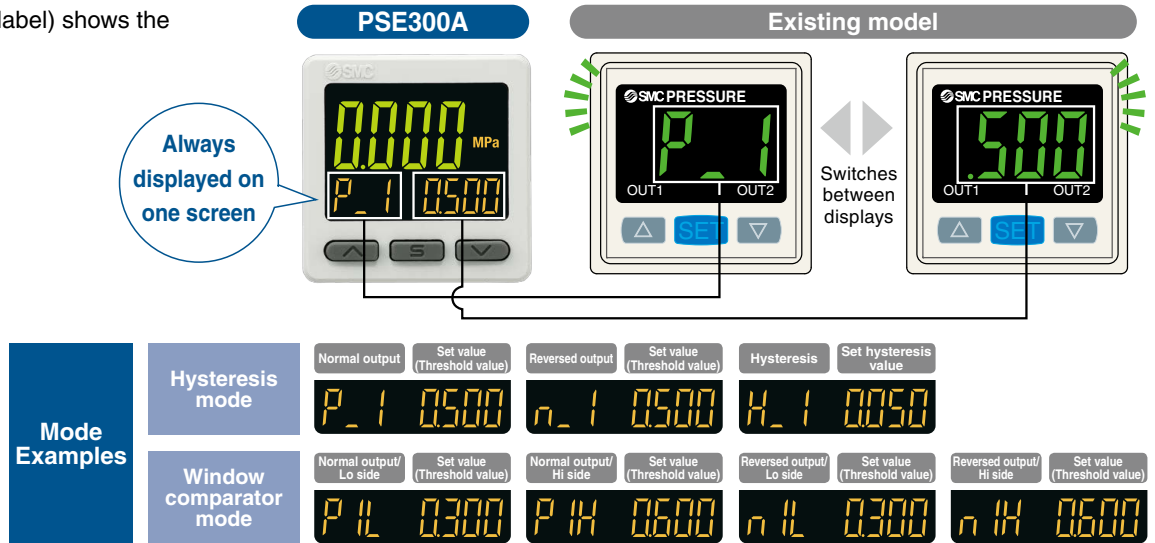 label) shows the
PSE300A
Existing model
SMC
0.000 MPa
P_1 0.500
S
Always
displayed on
one screen
SMC PRESSURE
P_1
OUT1 OUT2
SET
Switches
between
displays
SMC PRESSURE
.500
OUT1 OUT2
SET
Mode
Examples
Hysteresis
mode
Normal output
Set value
(Threshold value)
P_1 0.500
Reversed output
Set value
(Threshold value)
n_1 0.500
Hysteresis
Set hysteresis
value
H_1 0.050
Window
comparator
mode
Normal output/
Lo side
Set value
(Threshold value)
P1L 0.300
Normal output/
Hi side
Set value
(Threshold value)
P1H 0.600
Reversed output/
Lo side
Set value
(Threshold value)
n1L 0.300
Reversed output/
Hi side
Set value
(Threshold value)
n1H 0.600